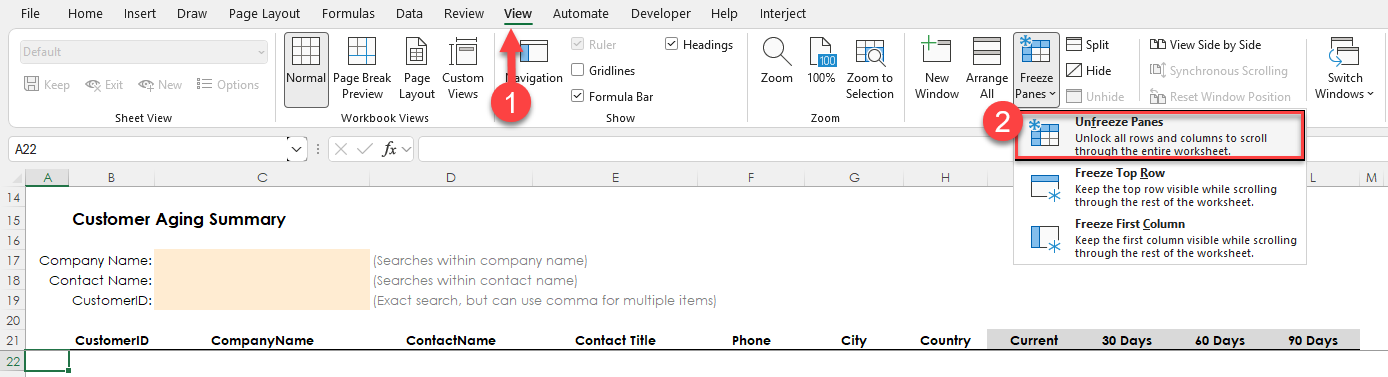 File Home Insert Draw Page Layout Formulas Data Review View Automate Developer Help Interject
Default
Keep Exit New Options
Sheet View
Normal
Page Break
Preview
Page
Layout
Custom
Views
Workbook Views
Navigation
Ruler
Gridlines
Formula Bar
Headings
Show
Zoom
100
100%
Zoom to
Selection
Zoom
New
Window
Arrange
All
Freeze
Panes
Split
Hide
Unhide
View Side by Side
Synchronous Scrolling
Reset Window Position
Switch
Windows
1
2
Unfreeze Panes
Unlock all rows and columns to scroll
through the entire worksheet.
Freeze Top Row
Keep the top row visible while scrolling
through the rest of the worksheet.
Freeze First Column
Keep the first column visible while scrolling
through the rest of the worksheet.
A22 fx
A B C D E F G H L M
14
15 Customer Aging Summary
16
17 Company Name: (Searches within company name)
18 Contact Name: (Searches within contact name)
19 CustomerID: (Exact search, but can use comma for multiple items)
20
21 CustomerID CompanyName ContactName Contact Title Phone City Country Current 30 Days 60 Days 90 Days
22